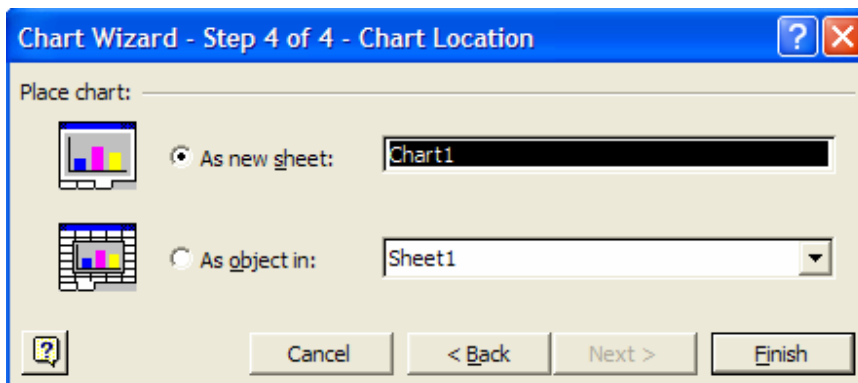 Chart Wizard - Step 4 of 4 - Chart Location
Place chart:
As new sheet: Chart1
As object in: Sheet1
Cancel < Back Next > Finish